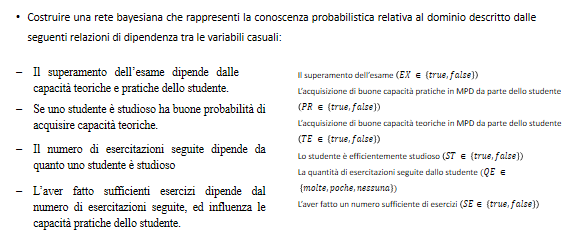 • Costruire una rete bayesiana che rappresenti la conoscenza probabilistica relativa al dominio descritto dalle
seguenti relazioni di dipendenza tra le variabili casuali:
– Il superamento dell'esame dipende dalle
capacità teoriche e pratiche dello studente.
– Se uno studente è studioso ha buone probabilità di
acquisire capacità teoriche.
– Il numero di esercitazioni seguite dipende da
quanto uno studente è studioso
– L'aver fatto sufficienti esercizi dipende dal
numero di esercitazioni seguite, ed influenza le
capacità pratiche dello studente.
Il superamento dell'esame (EX ∈ {true, false})
L'acquisizione di buone capacità pratiche in MPD da parte dello studente
(PR ∈ {true, false})
L'acquisizione di buone capacità teoriche in MPD da parte dello studente
(TE ∈ {true, false})
Lo studente è efficientemente studioso (ST ∈ {true, false})
La quantità di esercitazioni seguite dallo studente (QE ∈
{molte, poche, nessuna})
L'aver fatto un numero sufficiente di esercizi (SE ∈ {true, false})